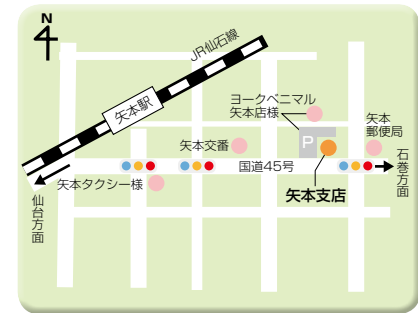 N
JR仙石線
矢本駅
ヨークベニマル
矢本店様
P
矢本
郵便局
矢本交番
国道45号
石巻方面
矢本タクシー様
矢本支店
仙台方面